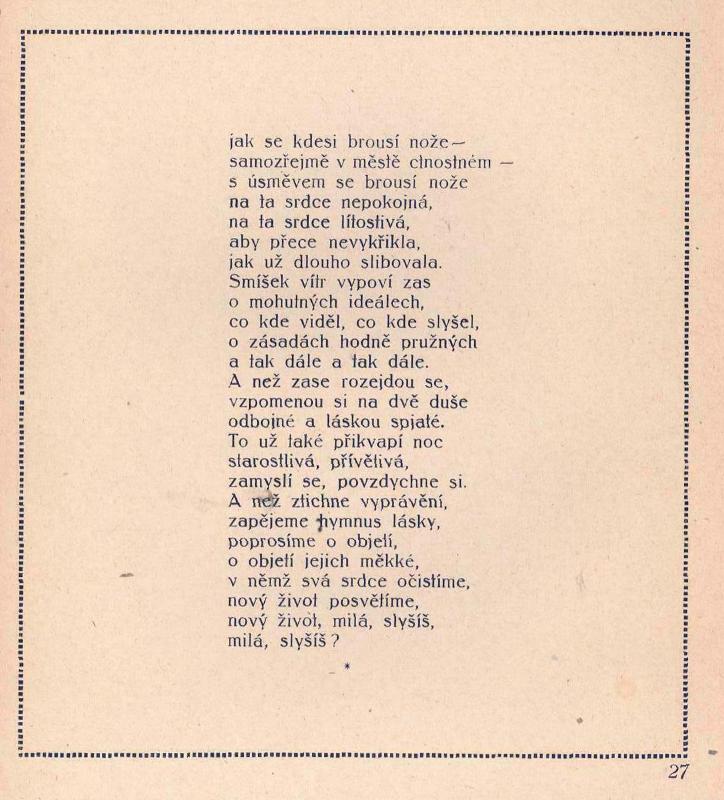 jak se kdesi brousí nože—
samozřejmě v městě ctnostném —
s úsměvem se brousí nože
na ta srdce nepokojná,
na ta srdce lítostivá,
aby přece nevykřikla,
jak už dlouho slibovala.
Smíšek vítr vypoví zas
o mohutných ideálech,
co kde viděl, co kde slyšel,
o zásadách hodně pružných
a tak dále a tak dále.
A než zase rozejdou se,
vzpomenou si na dvě duše
odbojné a láskou spjaté.
To už také přikvapí noc
starostlivá, přívětivá,
zamyslí se, povzdychne si.
A než ztichne vyprávění,
zapějeme hymnus lásky,
poprosíme o objetí,
o objetí jejich měkké,
v němž svá srdce očistíme,
nový život posvětíme,
nový život, milá, slyšíš,
milá, slyšíš?
*
27